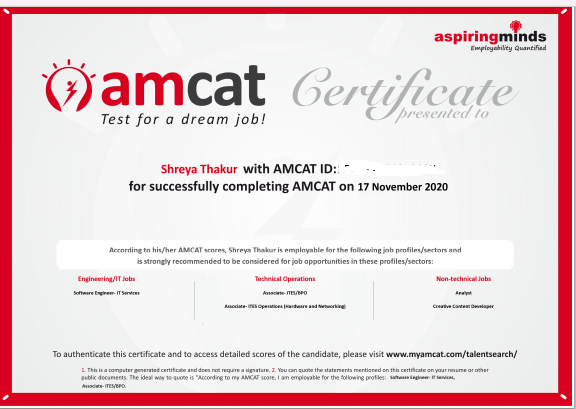 aspiringminds
Employability Quantified
amcat
Test for a dream job!
Certificate
presented to
Shreya Thakur with AMCAT ID:
for successfully completing AMCAT on 17 November 2020
According to his/her AMCAT scores, Shreya Thakur is employable for the following job profiles/sectors and
is strongly recommended to be considered for job opportunities in these profiles/sectors:
Engineering/IT Jobs
Software Engineer- IT Services
Technical Operations
Associate- ITES/BPO
Associate- ITES Operations (Hardware and Networking)
Non-technical Jobs
Analyst
Creative Content Developer
To authenticate this certificate and to access detailed scores of the candidate, please visit www.myamcat.com/talentsearch/
1. This is a computer generated certificate and does not require a signature. 2. You can quote the statements mentioned on this certificate on your resume or other
public documents. The ideal way to quote is "According to my AMCAT score, I am employable for the following profiles: Software Engineer- IT Services,
Associate- ITES/BPO.